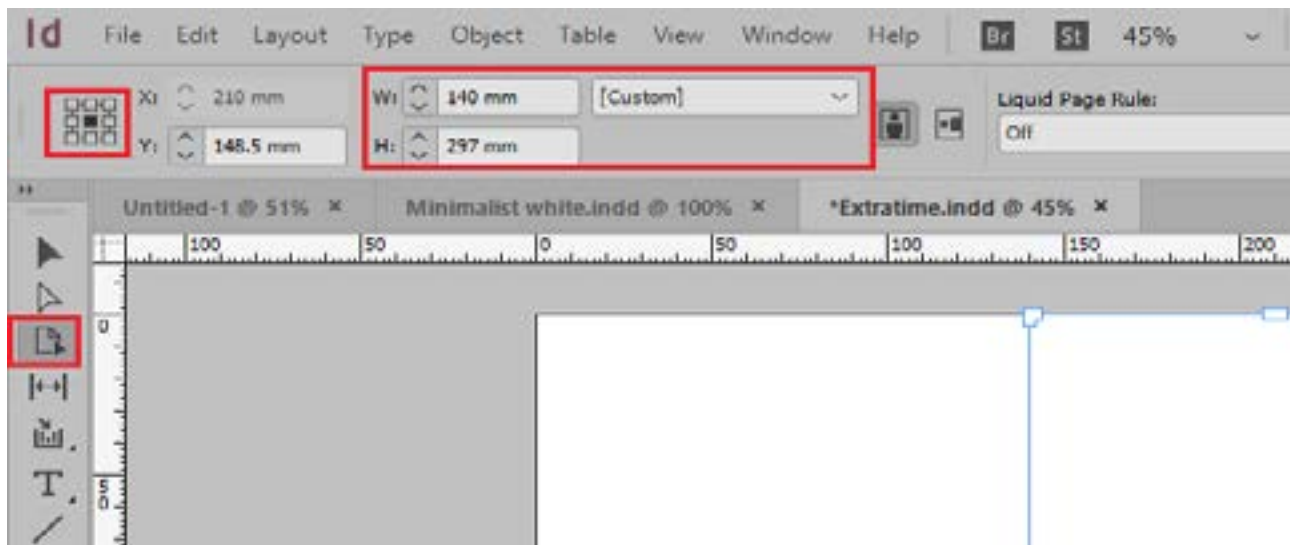 Id File Edit Layout Type Object Table View Window Help Br St 45%
X: 210 mm W: 140 mm [Custom] Liquid Page Rule:
Y: 148.5 mm H: 297 mm Off
Untitled-1 @ 51% × Minimalist white.indd @ 100% × *Extratime.indd @ 45% ×
100 50 0 50 100 150 200
0
T
50